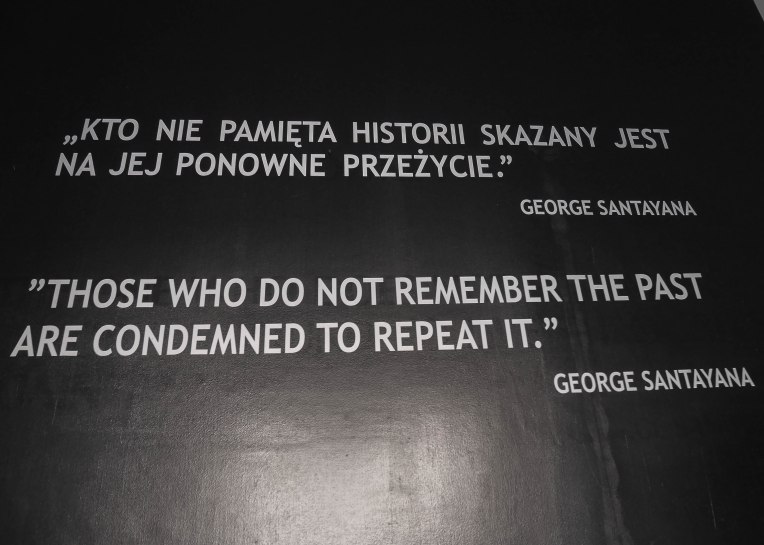 „KTO NIE PAMIĘTA HISTORII SKAZANY JEST
NA JEJ PONOWNE PRZEŻYCIE.”
GEORGE SANTAYANA
”THOSE WHO DO NOT REMEMBER THE PAST
ARE CONDEMNED TO REPEAT IT.”
GEORGE SANTAYANA